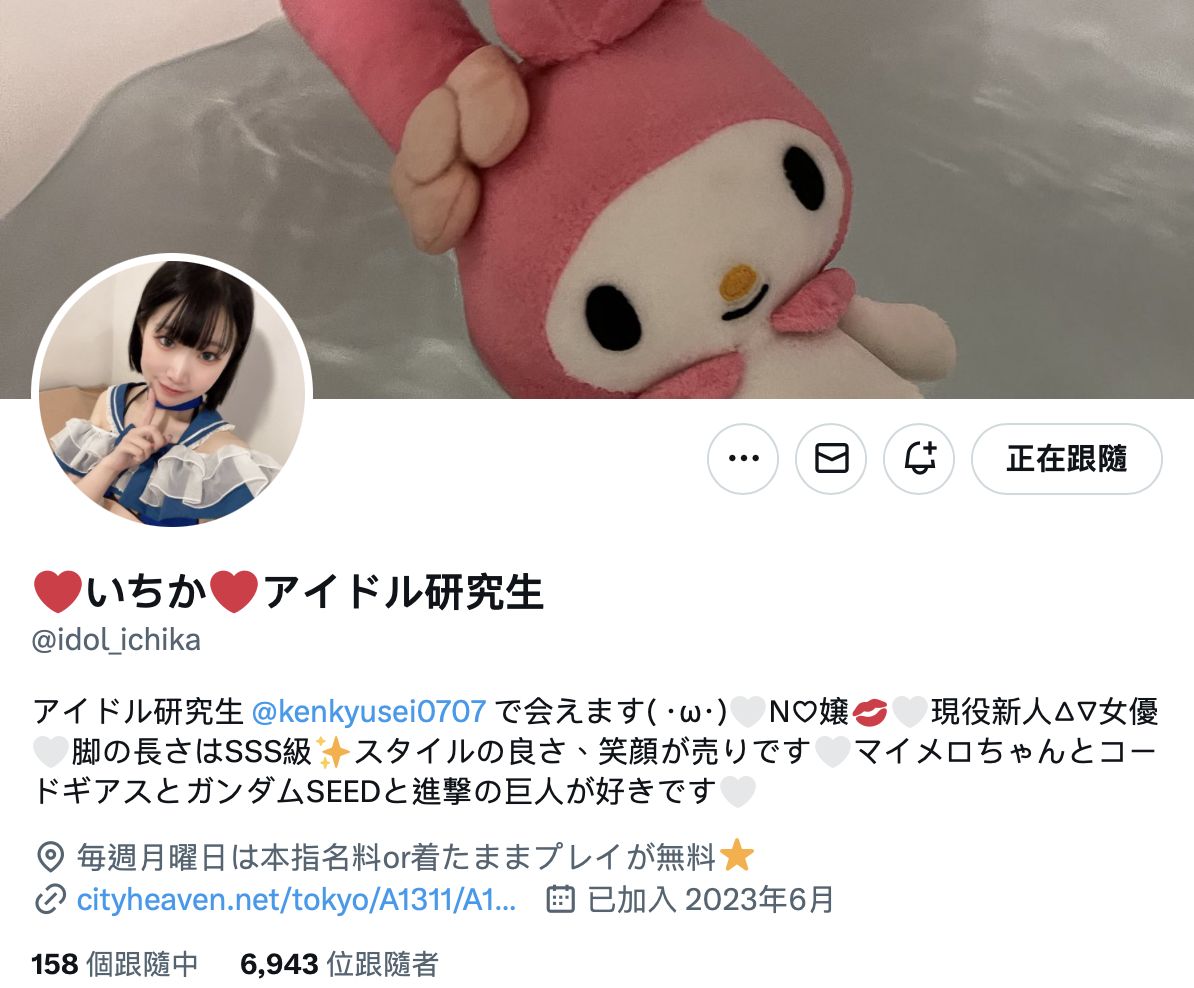 正在跟隨
❤️いちか❤️アイドル研究生
@idol_ichika
アイドル研究生 @kenkyusei0707 で会えます( ･ω･)🤍N♡嬢💋🤍現役新人∆∇女優
🤍脚の長さはSSS級✨スタイルの良さ、笑顔が売りです🤍マイメロちゃんとコー
ドギアスとガンダムSEEDと進撃の巨人が好きです🤍
毎週月曜日は本指名料or着たままプレイが無料⭐
cityheaven.net/tokyo/A1311/A1... 已加入 2023年6月
158 個跟隨中 6,943 位跟隨者